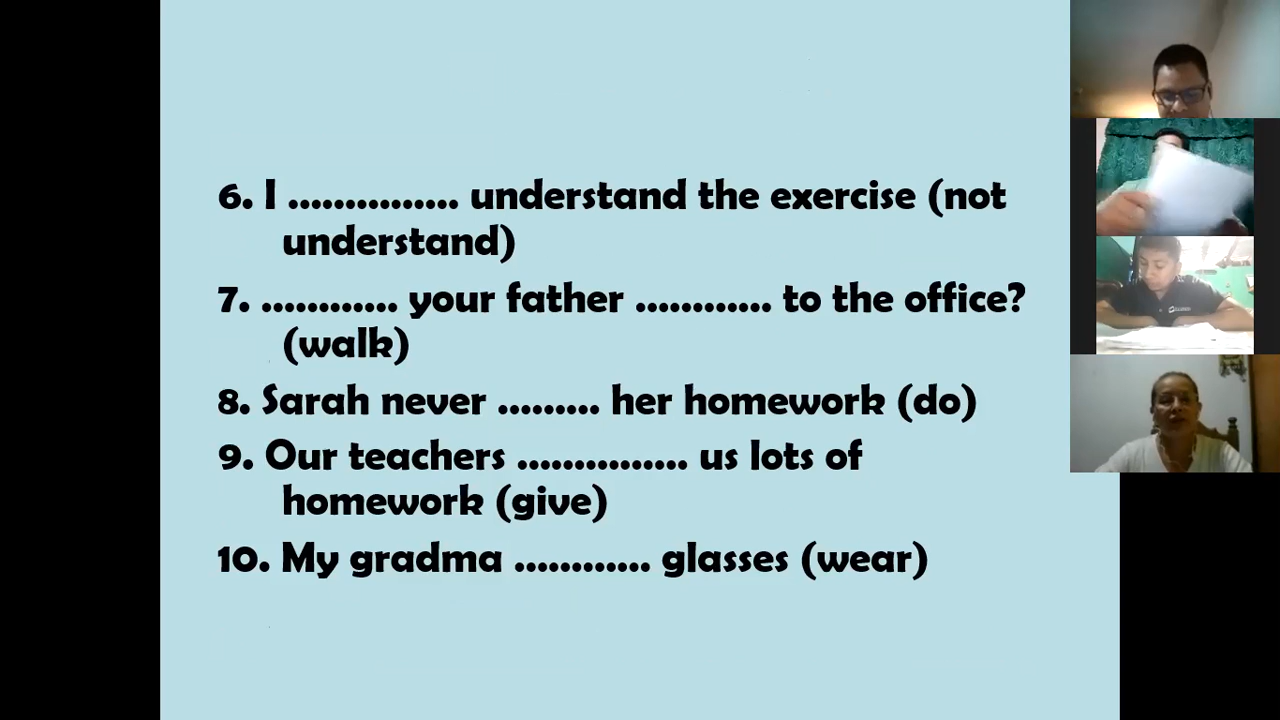 6. I ............... understand the exercise (not
understand)
7. ............ your father ............ to the office?
(walk)
8. Sarah never ......... her homework (do)
9. Our teachers ............... us lots of
homework (give)
10. My gradma ............ glasses (wear)